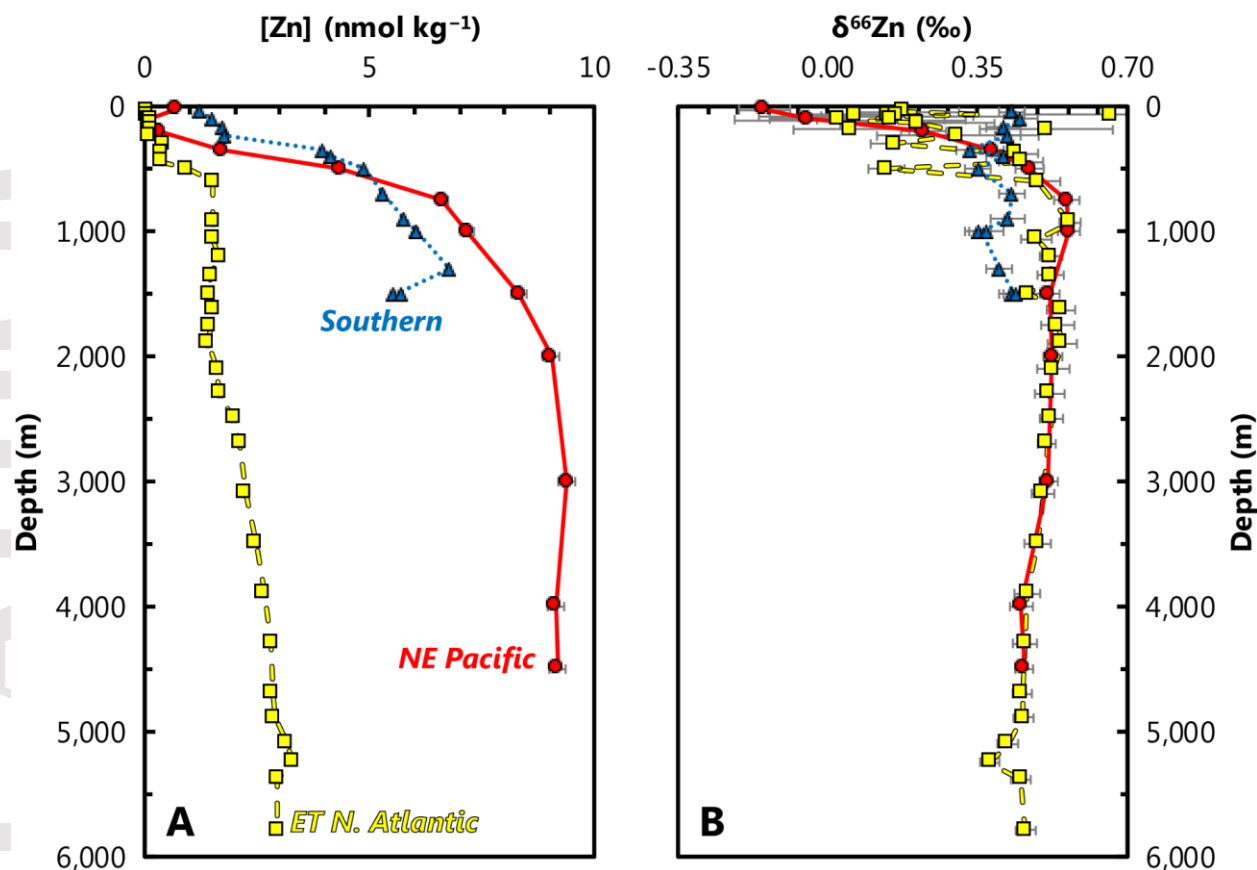 [Zn] (nmol kg⁻¹)
0 5 10
0
1,000
2,000
3,000
4,000
5,000
6,000
Depth (m)
Southern
NE Pacific
ET N. Atlantic
A
δ⁶⁶Zn (‰)
-0.35 0.00 0.35 0.70
0
1,000
2,000
3,000
4,000
5,000
6,000
Depth (m)
B